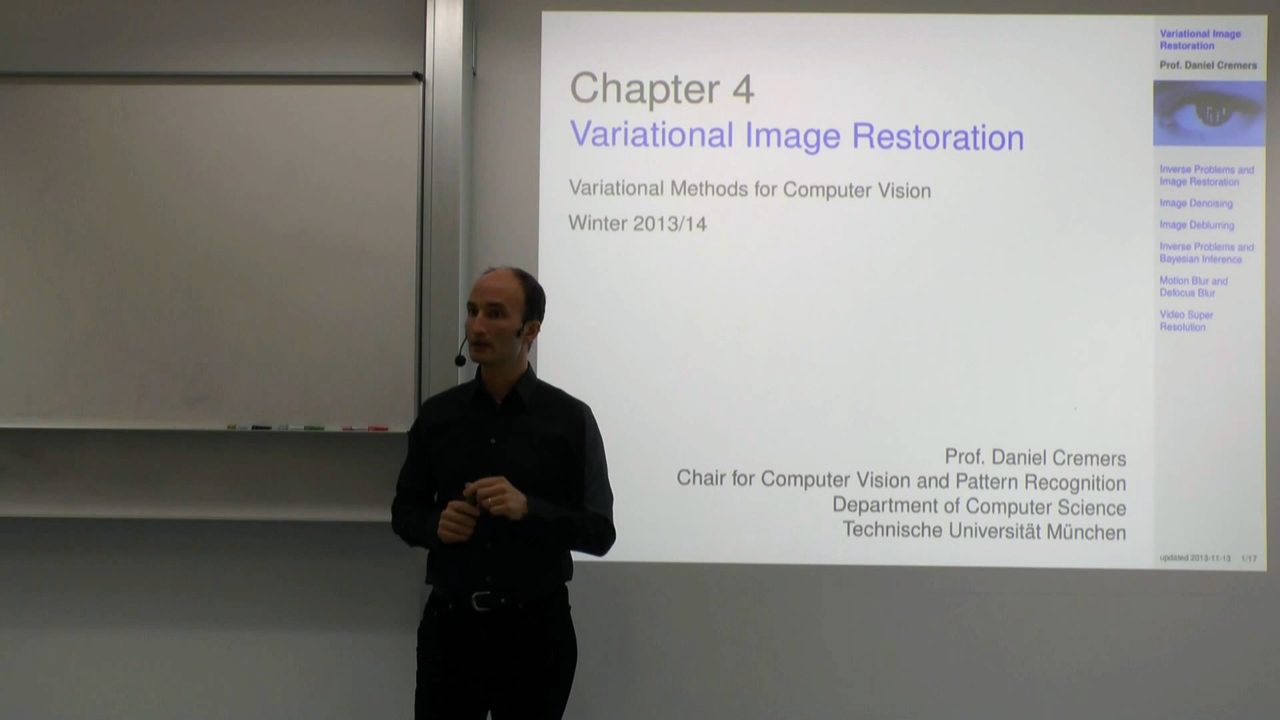 Chapter 4
Variational Image Restoration
Variational Methods for Computer Vision
Winter 2013/14
Prof. Daniel Cremers
Chair for Computer Vision and Pattern Recognition
Department of Computer Science
Technische Universität München
Variational Image
Restoration
Prof. Daniel Cremers
Inverse Problems and
Image Restoration
Image Denoising
Image Deblurring
Inverse Problems and
Bayesian Inference
Motion Blur and
Defocus Blur
Video Super
Resolution
updated 2013-11-13 1/17